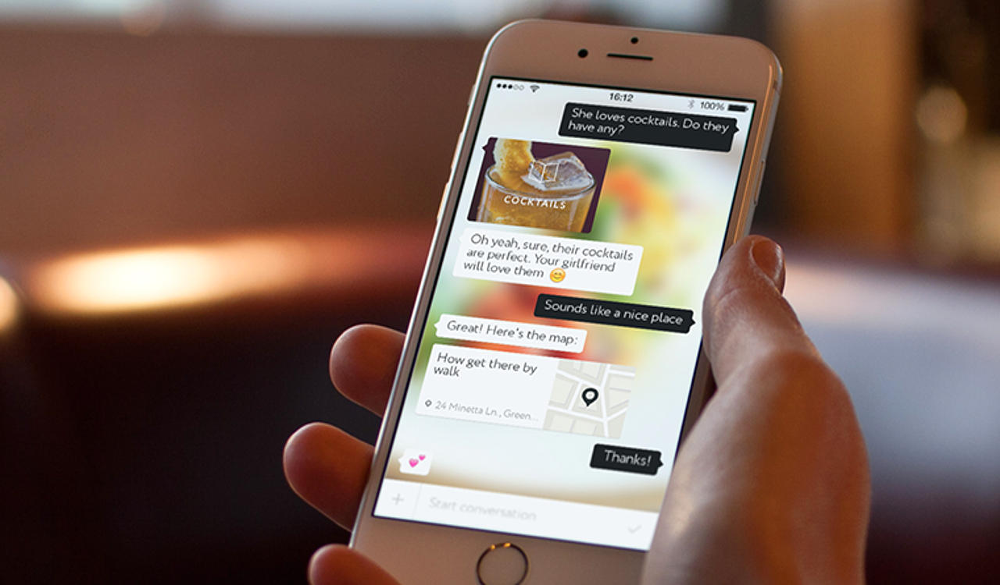 16:12
100%
She loves cocktails. Do they
have any?
COCKTAILS
Oh yeah, sure, their cocktails
are perfect. Your girlfriend
will love them 😊
Sounds like a nice place
Great! Here's the map:
How get there by
walk
24 Minetta Ln., Green...
Thanks!
💕
+ Start conversation